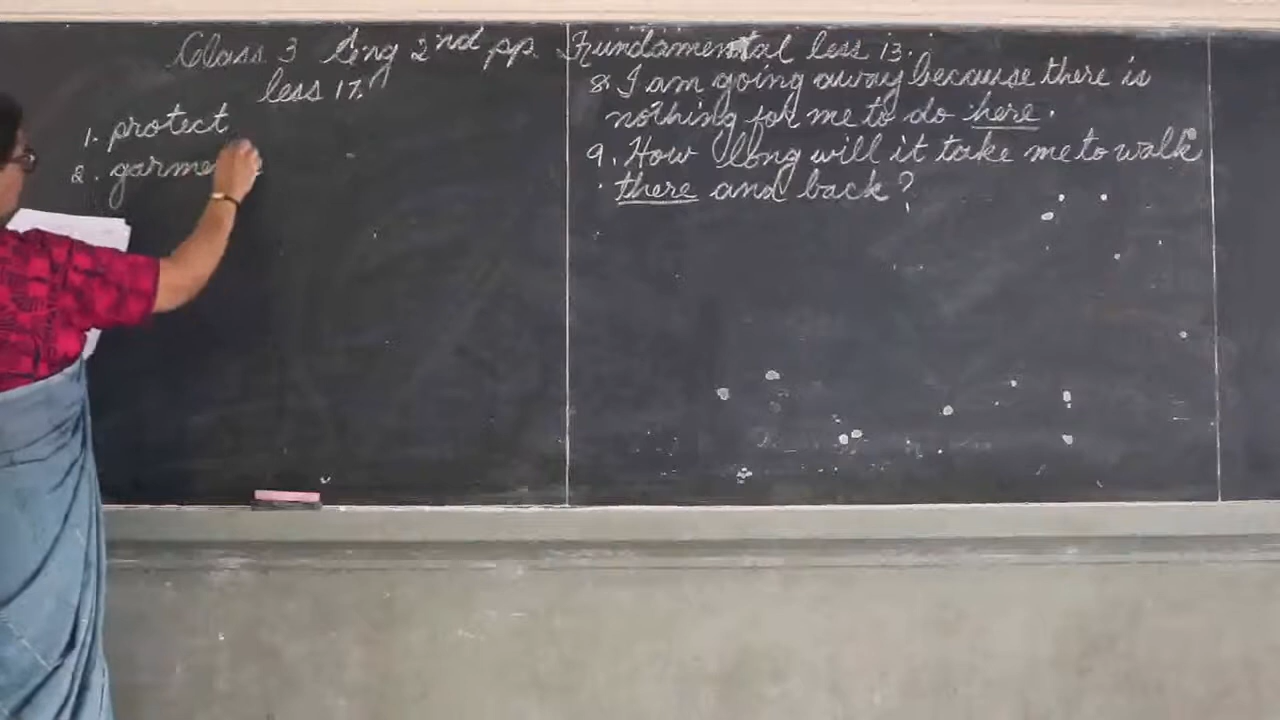 Class 3 Eng 2nd pp.
less 17.
1. protect
2. garme
Fundamental less 13.
8. I am going away because there is
nothing for me to do here.
9. How long will it take me to walk
there and back?